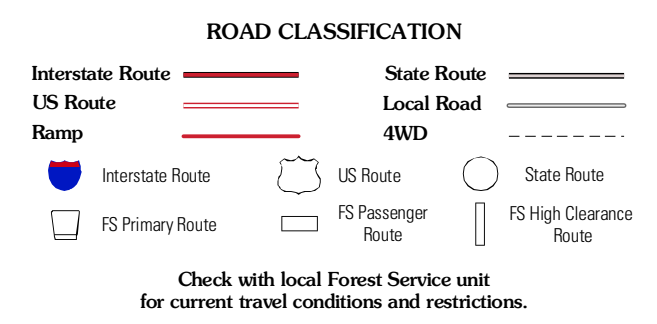 ROAD CLASSIFICATION
Interstate Route
State Route
US Route
Local Road
Ramp
4WD
Interstate Route
US Route
State Route
FS Primary Route
FS Passenger
Route
FS High Clearance
Route
Check with local Forest Service unit
for current travel conditions and restrictions.